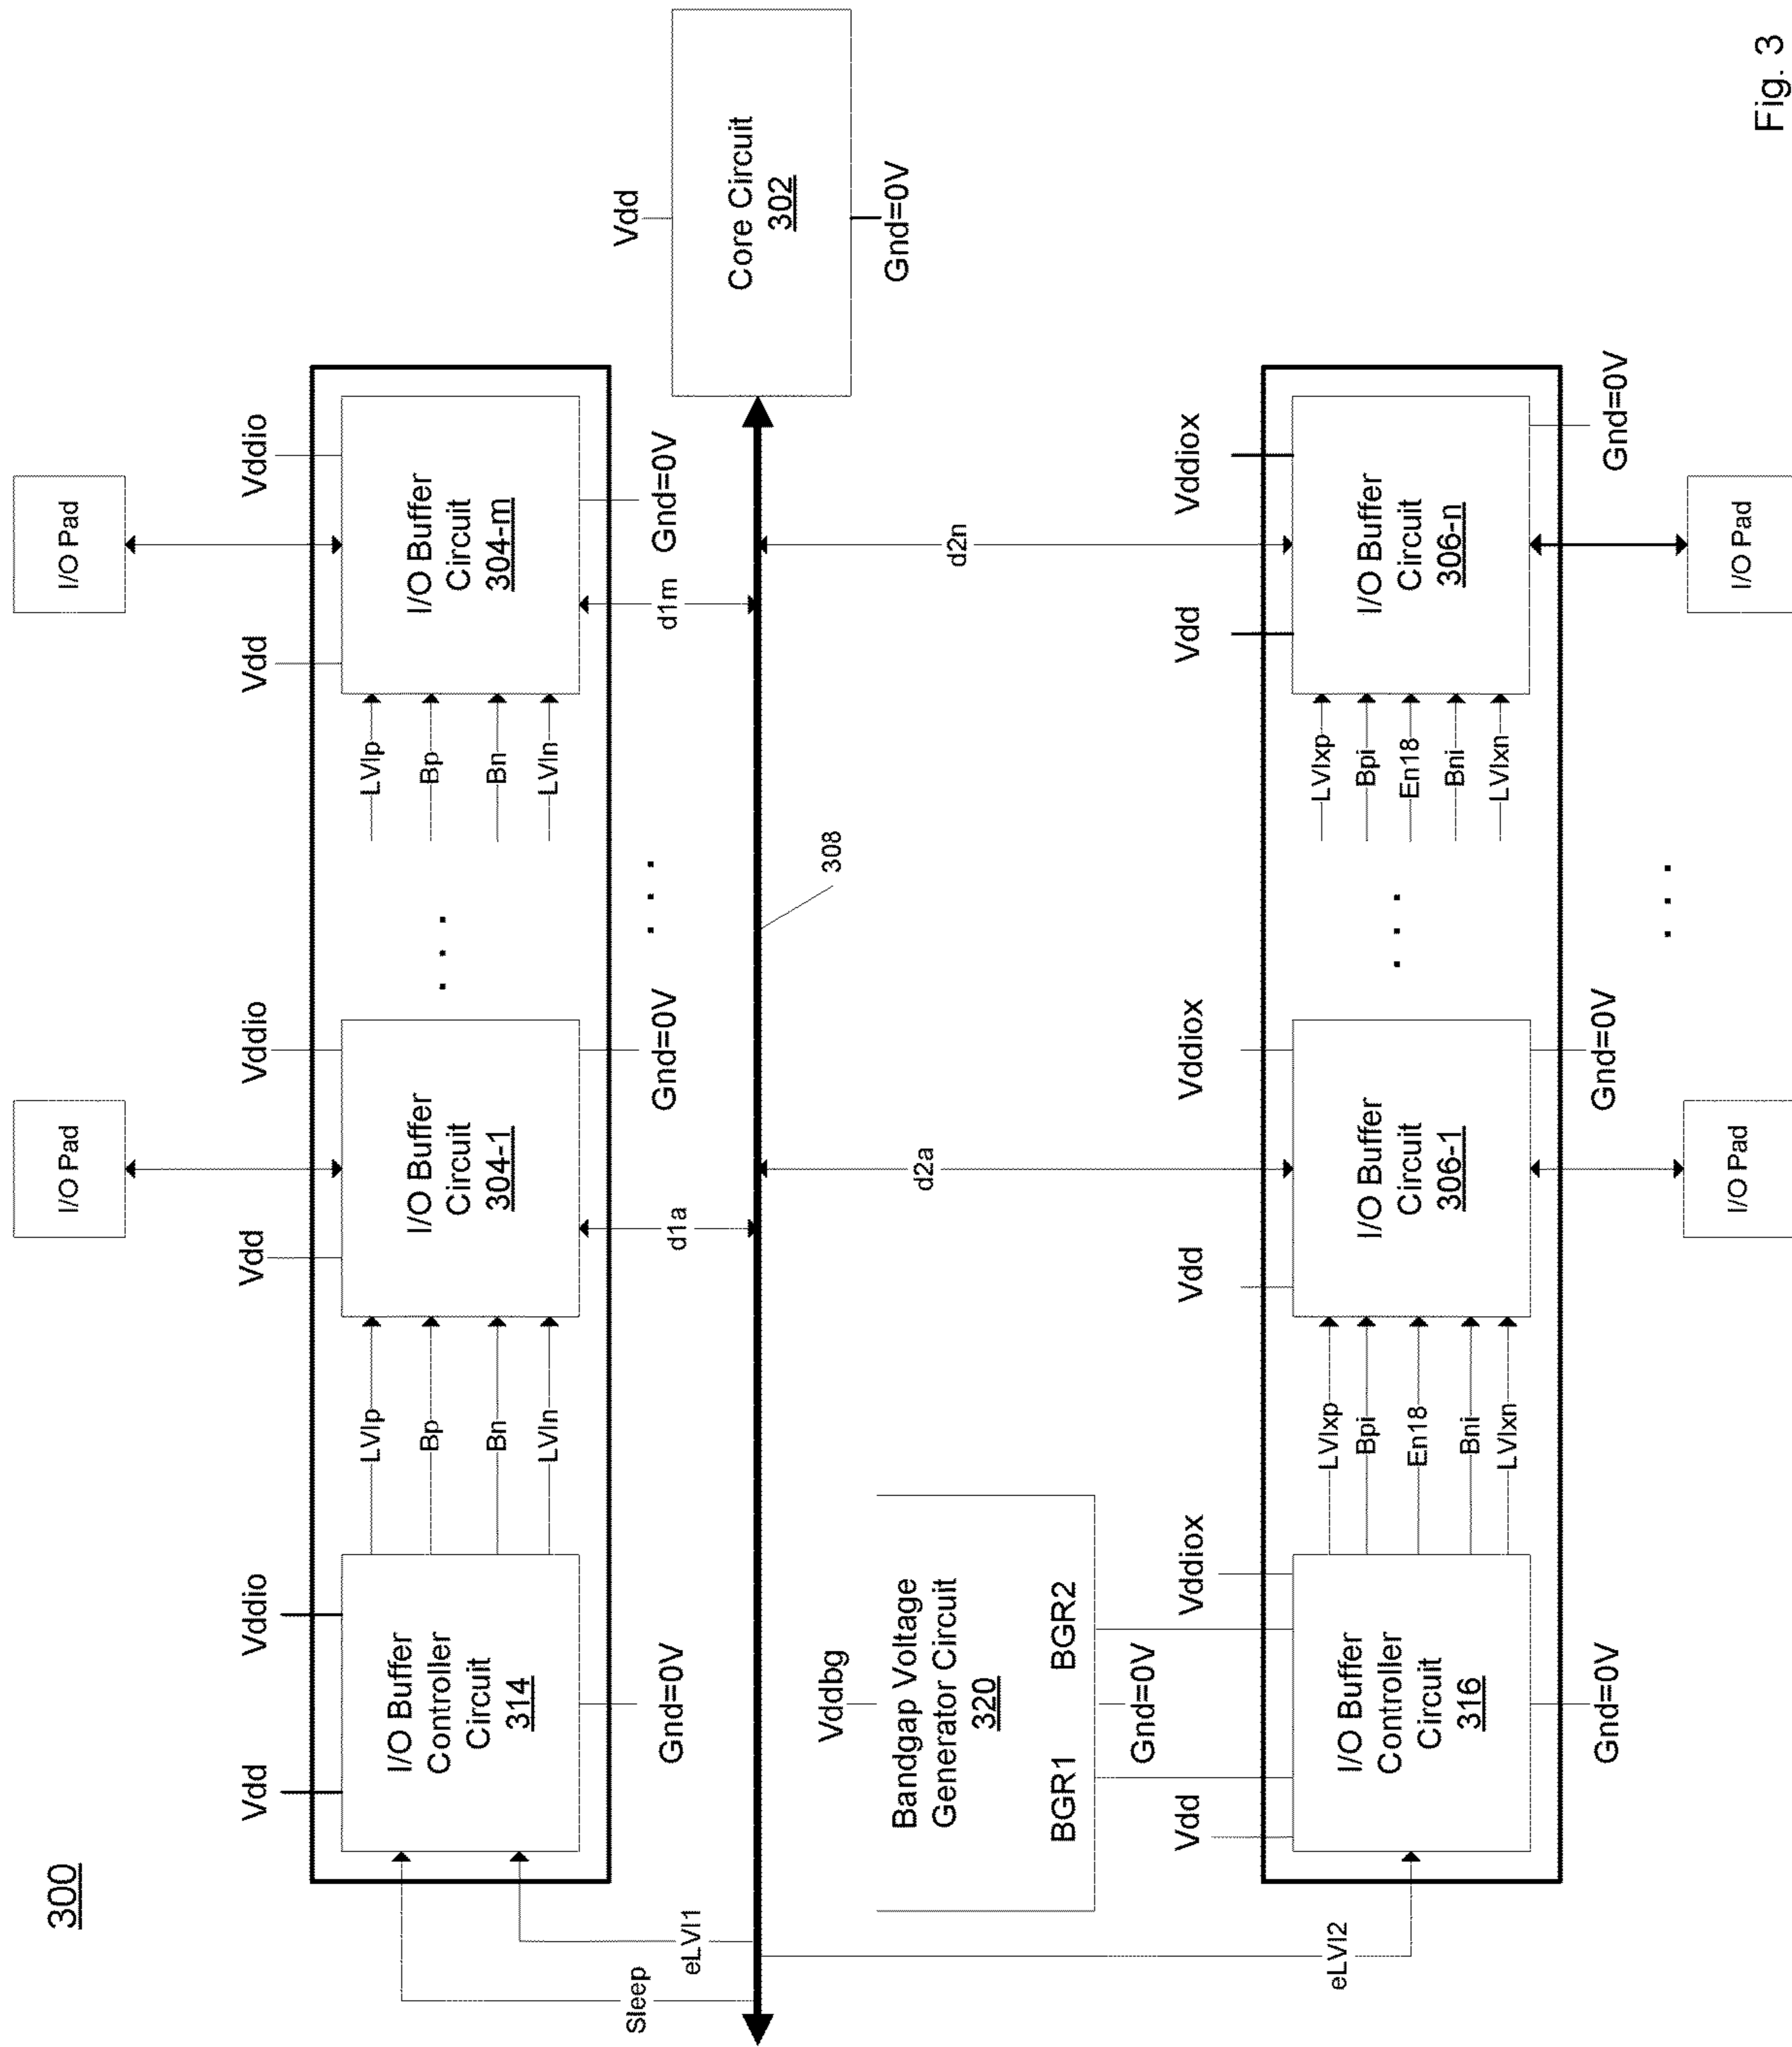 300
I/O Pad
I/O Pad
Vdd
Vddio
Vdd
Vddio
Vdd
Vddio
I/O Buffer
Controller
Circuit
314
LVIp
Bp
Bn
LVIn
I/O Buffer
Circuit
304-1
. . .
LVIp
Bp
Bn
LVIn
I/O Buffer
Circuit
304-m
Sleep
eLVI1
Gnd=0V
d1a
Gnd=0V
. . .
d1m
Gnd=0V
308
Vdd
Core Circuit
302
Gnd=0V
Vddbg
Bandgap Voltage
Generator Circuit
320
BGR1
BGR2
Gnd=0V
d2a
d2n
eLVI2
Vdd
Vddiox
Vdd
Vddiox
Vdd
Vddiox
I/O Buffer
Controller
Circuit
316
LVIxp
Bpi
En18
Bni
LVIxn
I/O Buffer
Circuit
306-1
. . .
LVIxp
Bpi
En18
Bni
LVIxn
I/O Buffer
Circuit
306-n
Gnd=0V
Gnd=0V
Gnd=0V
I/O Pad
. . .
I/O Pad
Fig. 3